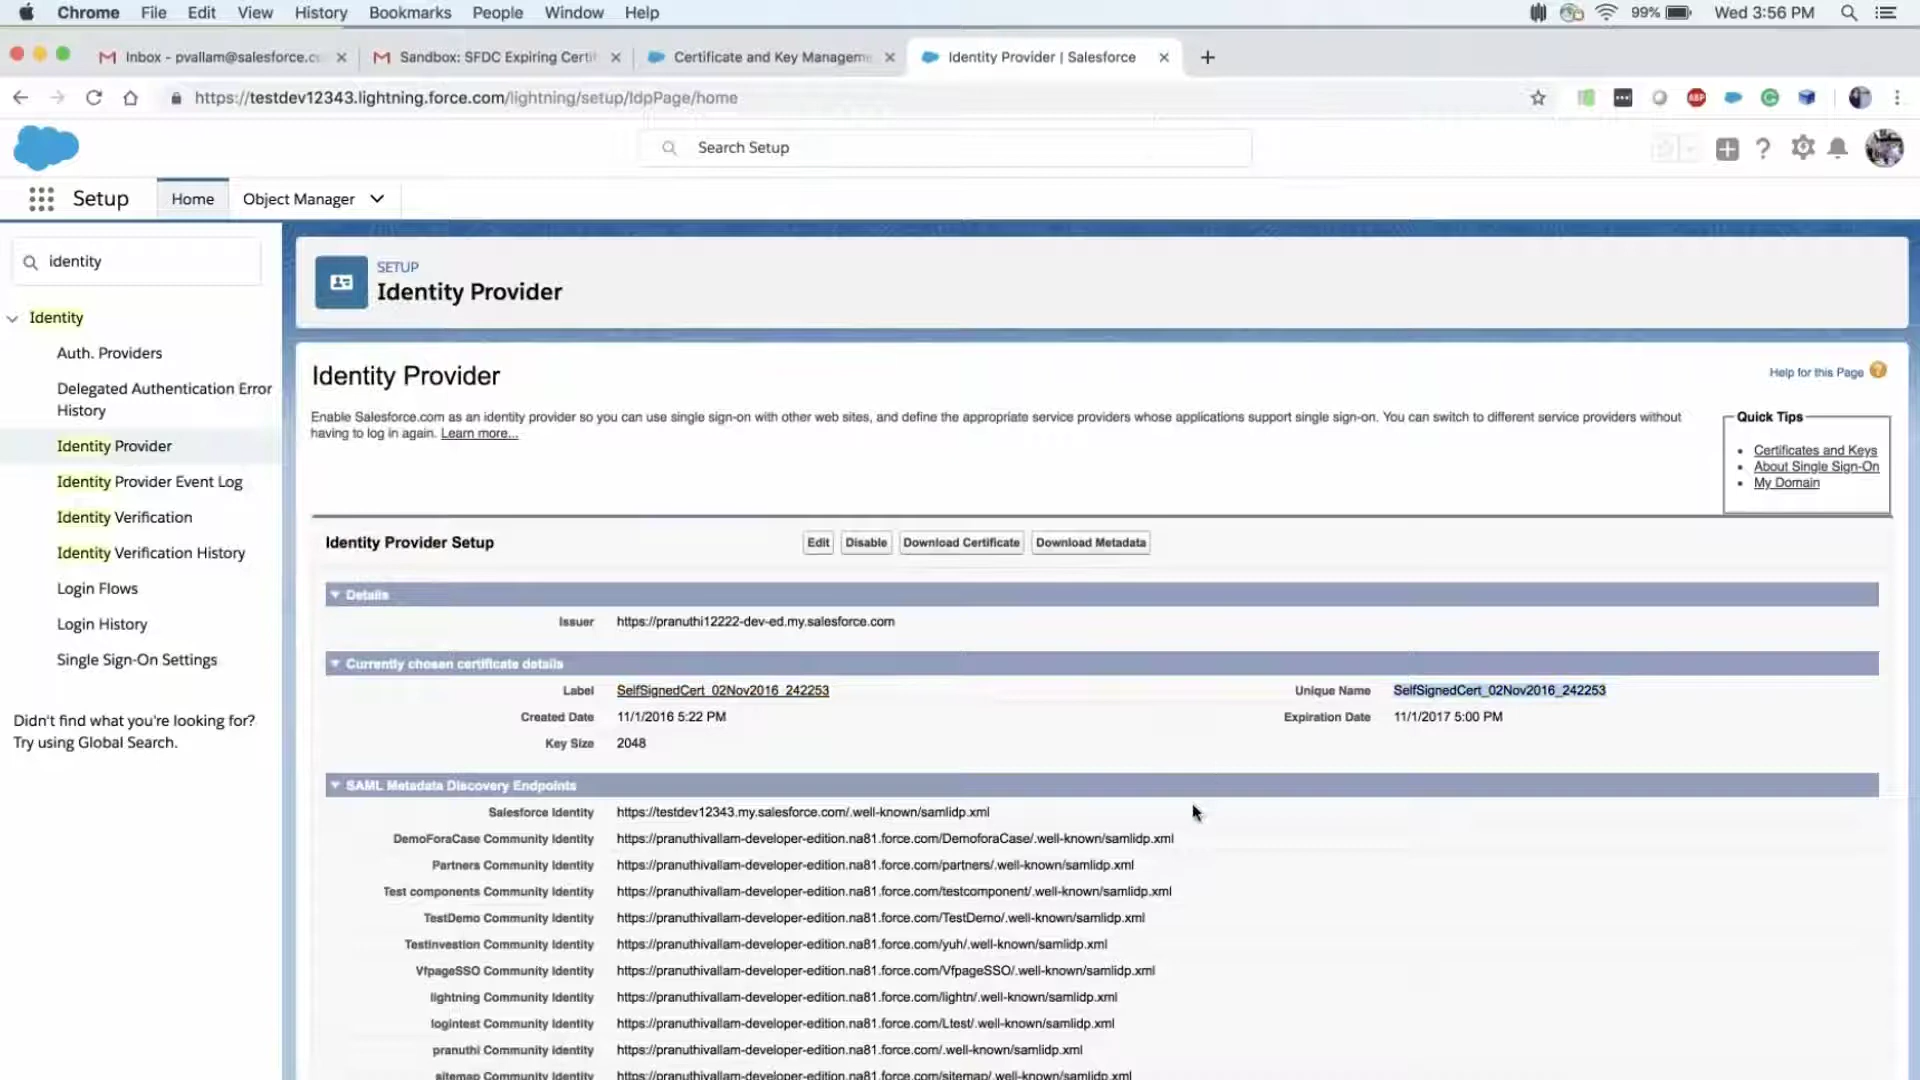 Chrome File Edit View History Bookmarks People Window Help 99% Wed 3:56 PM
Inbox - pvallam@salesforce.c
Sandbox: SFDC Expiring Certi
Certificate and Key Manageme
Identity Provider | Salesforce
https://testdev12343.lightning.force.com/lightning/setup/IdpPage/home
ABP
Search Setup
Setup Home Object Manager
identity
Identity
Auth. Providers
Delegated Authentication Error
History
Identity Provider
Identity Provider Event Log
Identity Verification
Identity Verification History
Login Flows
Login History
Single Sign-On Settings
Didn't find what you're looking for?
Try using Global Search.
SETUP
Identity Provider
Identity Provider
Help for this Page
Enable Salesforce.com as an identity provider so you can use single sign-on with other web sites, and define the appropriate service providers whose applications support single sign-on. You can switch to different service providers without
having to log in again. Learn more...
Quick Tips
Certificates and Keys
About Single Sign-On
My Domain
Identity Provider Setup Edit Disable Download Certificate Download Metadata
Details
Issuer https://pranuthi12222-dev-ed.my.salesforce.com
Currently chosen certificate details
Label SelfSignedCert_02Nov2016_242253 Unique Name SelfSignedCert_02Nov2016_242253
Created Date 11/1/2016 5:22 PM Expiration Date 11/1/2017 5:00 PM
Key Size 2048
SAML Metadata Discovery Endpoints
Salesforce Identity https://testdev12343.my.salesforce.com/.well-known/samlidp.xml
DemoForaCase Community Identity https://pranuthivallam-developer-edition.na81.force.com/DemoforaCase/.well-known/samlidp.xml
Partners Community Identity https://pranuthivallam-developer-edition.na81.force.com/partners/.well-known/samlidp.xml
Test components Community Identity https://pranuthivallam-developer-edition.na81.force.com/testcomponent/.well-known/samlidp.xml
TestDemo Community Identity https://pranuthivallam-developer-edition.na81.force.com/TestDemo/.well-known/samlidp.xml
Testinvestion Community Identity https://pranuthivallam-developer-edition.na81.force.com/yuh/.well-known/samlidp.xml
VfpageSSO Community Identity https://pranuthivallam-developer-edition.na81.force.com/VfpageSSO/.well-known/samlidp.xml
lightning Community Identity https://pranuthivallam-developer-edition.na81.force.com/lightn/.well-known/samlidp.xml
logintest Community Identity https://pranuthivallam-developer-edition.na81.force.com/Ltest/.well-known/samlidp.xml
pranuthi Community Identity https://pranuthivallam-developer-edition.na81.force.com/.well-known/samlidp.xml
sitemap Community Identity https://pranuthivallam-developer-edition.na81.force.com/sitemap/.well-known/samlidp.xml